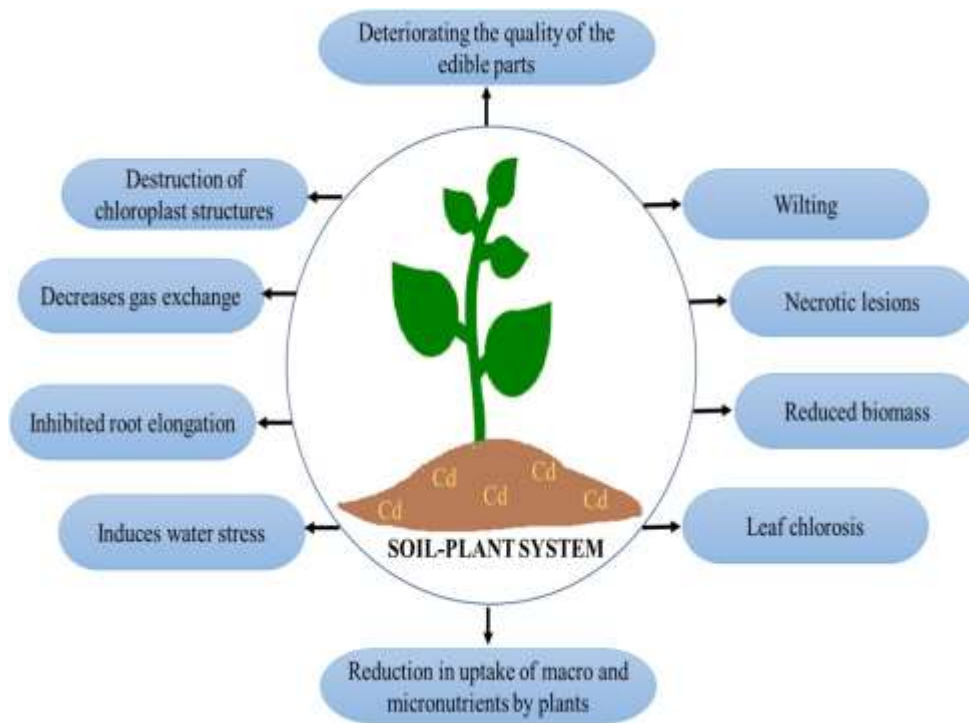 Deteriorating the quality of the
edible parts
Destruction of
chloroplast structures
Wilting
Decreases gas exchange
Necrotic lesions
Inhibited root elongation
Reduced biomass
Induces water stress
Leaf chlorosis
Cd
Cd
Cd
Cd
Cd
SOIL-PLANT SYSTEM
Reduction in uptake of macro and
micronutrients by plants